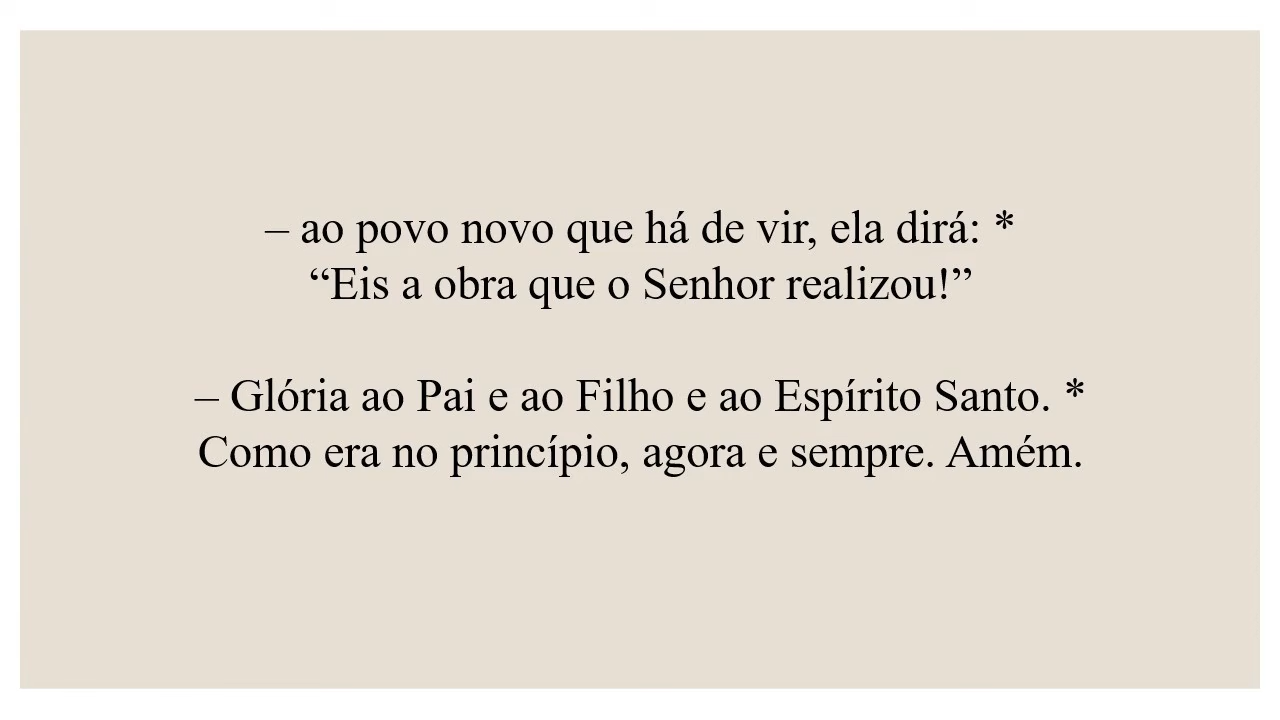 – ao povo novo que há de vir, ela dirá: *
“Eis a obra que o Senhor realizou!”
– Glória ao Pai e ao Filho e ao Espírito Santo. *
Como era no princípio, agora e sempre. Amém.